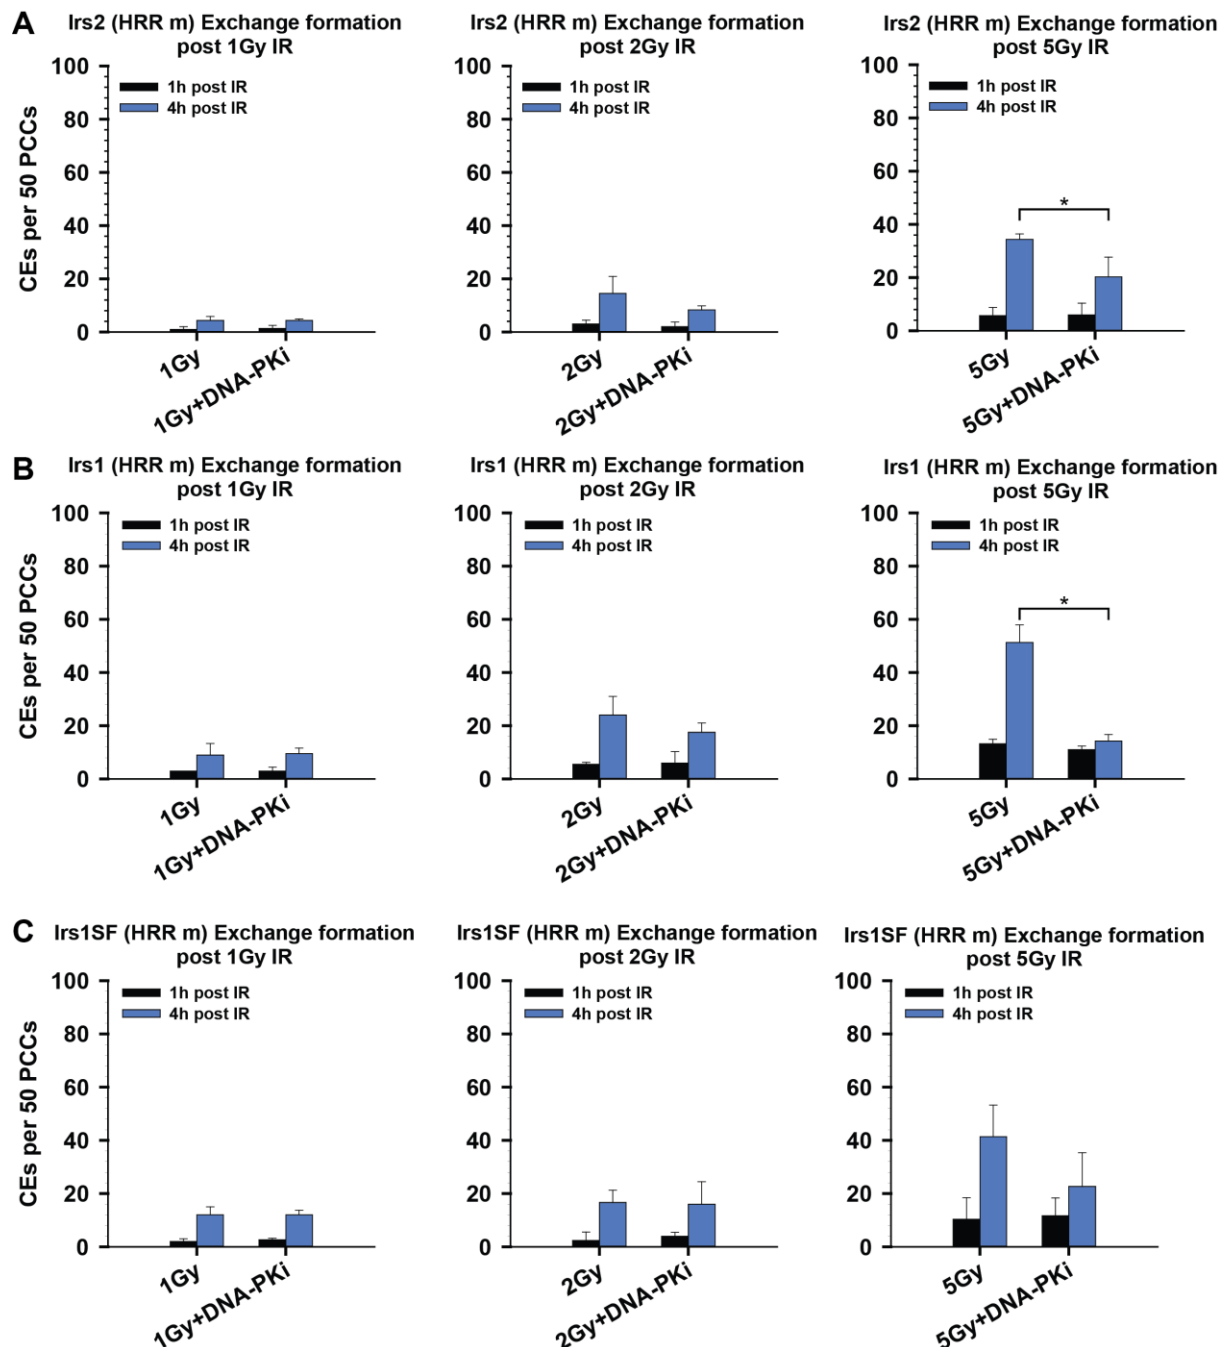 A
Irs2 (HRR m) Exchange formation
post 1Gy IR
CEs per 50 PCCs
100
80
60
40
20
0
1h post IR
4h post IR
1Gy
1Gy+DNA-PKi
Irs2 (HRR m) Exchange formation
post 2Gy IR
100
80
60
40
20
0
1h post IR
4h post IR
2Gy
2Gy+DNA-PKi
Irs2 (HRR m) Exchange formation
post 5Gy IR
100
80
60
40
20
0
1h post IR
4h post IR
*
5Gy
5Gy+DNA-PKi
B
Irs1 (HRR m) Exchange formation
post 1Gy IR
CEs per 50 PCCs
100
80
60
40
20
0
1h post IR
4h post IR
1Gy
1Gy+DNA-PKi
Irs1 (HRR m) Exchange formation
post 2Gy IR
100
80
60
40
20
0
1h post IR
4h post IR
2Gy
2Gy+DNA-PKi
Irs1 (HRR m) Exchange formation
post 5Gy IR
100
80
60
40
20
0
1h post IR
4h post IR
*
5Gy
5Gy+DNA-PKi
C
Irs1SF (HRR m) Exchange formation
post 1Gy IR
CEs per 50 PCCs
100
80
60
40
20
0
1h post IR
4h post IR
1Gy
1Gy+DNA-PKi
Irs1SF (HRR m) Exchange formation
post 2Gy IR
100
80
60
40
20
0
1h post IR
4h post IR
2Gy
2Gy+DNA-PKi
Irs1SF (HRR m) Exchange formation
post 5Gy IR
100
80
60
40
20
0
1h post IR
4h post IR
5Gy
5Gy+DNA-PKi